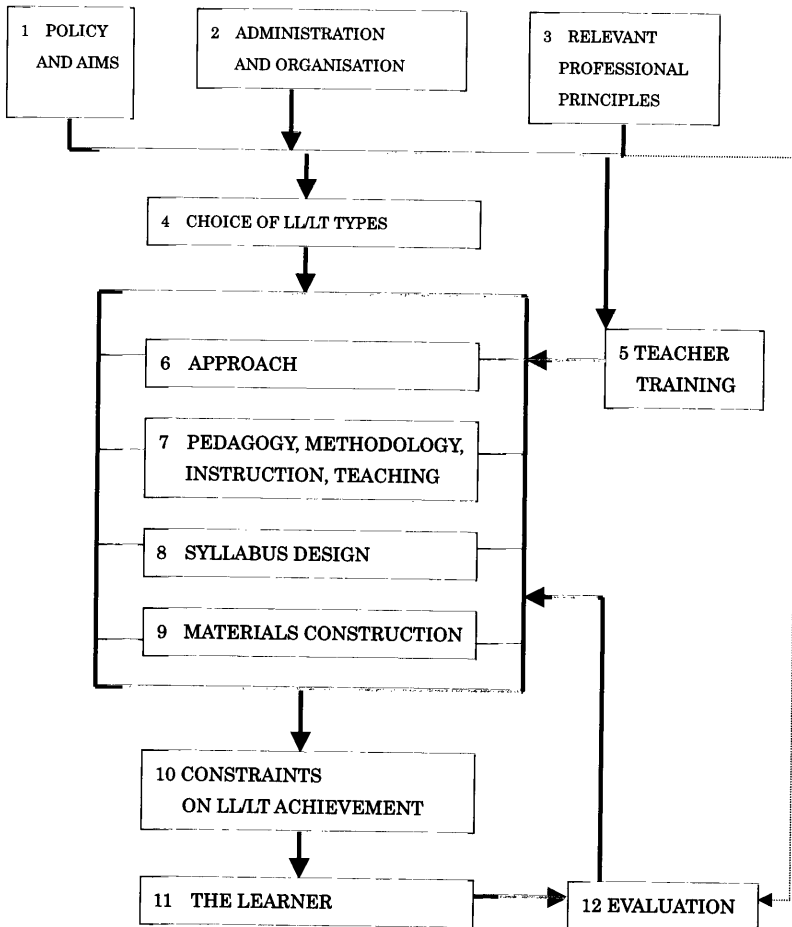 1 POLICY
AND AIMS
2 ADMINISTRATION
AND ORGANISATION
3 RELEVANT
PROFESSIONAL
PRINCIPLES
4 CHOICE OF LL/LT TYPES
5 TEACHER
TRAINING
6 APPROACH
7 PEDAGOGY, METHODOLOGY,
INSTRUCTION, TEACHING
8 SYLLABUS DESIGN
9 MATERIALS CONSTRUCTION
10 CONSTRAINTS
ON LL/LT ACHIEVEMENT
11 THE LEARNER
12 EVALUATION